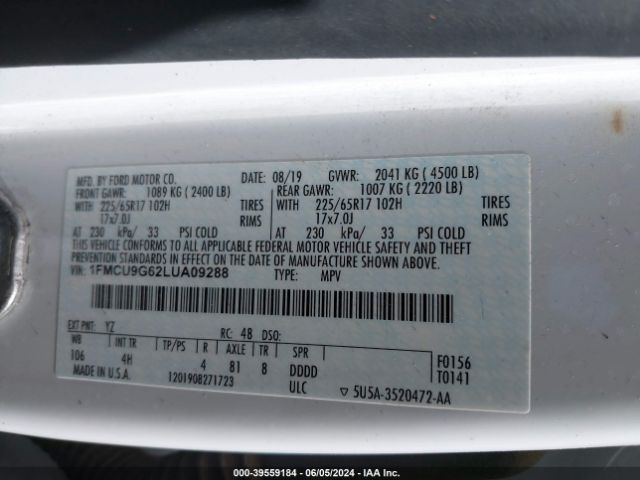 MFD. BY FORD MOTOR CO.
DATE: 08/19 GVWR: 2041 KG ( 4500 LB)
FRONT GAWR: 1089 KG ( 2400 LB) REAR GAWR: 1007 KG ( 2220 LB)
WITH 225/65R17 102H TIRES WITH 225/65R17 102H TIRES
17x7.0J RIMS 17x7.0J RIMS
AT 230 kPa/ 33 PSI COLD AT 230 kPa/ 33 PSI COLD
THIS VEHICLE CONFORMS TO ALL APPLICABLE FEDERAL MOTOR VEHICLE SAFETY AND THEFT
PREVENTION STANDARDS IN EFFECT ON THE DATE OF MANUFACTURE SHOWN ABOVE.
VIN: 1FMCU9G62LUA09288 TYPE: MPV
EXT PNT: YZ RC: 48 DSO:
WB INT TR TP/PS R AXLE TR SPR
106 4H 4 81 8 DDDD
F0156
T0141
MADE IN U.S.A. 1201908271723 ULC ▽ 5U5A-3520472-AA
000-39559184 - 06/05/2024 - IAA Inc.